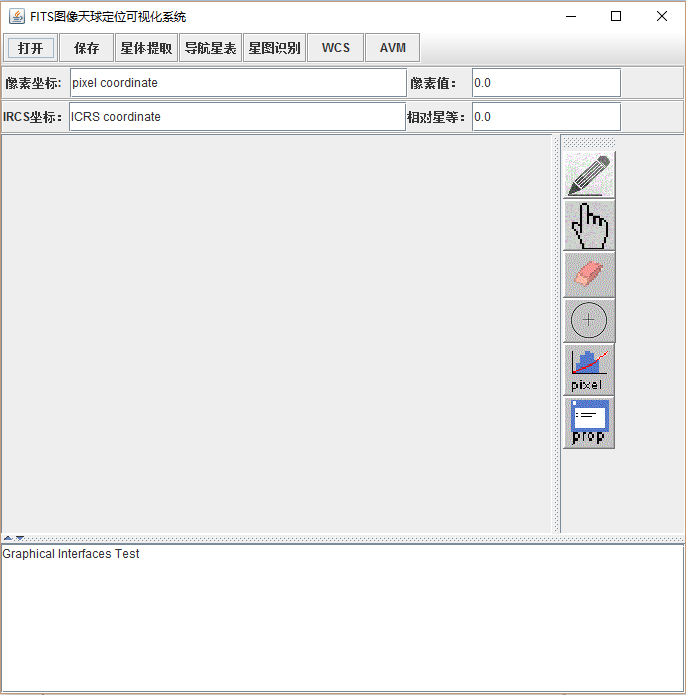 FITS图像天球定位可视化系统
打开 保存 星体提取 导航星表 星图识别 WCS AVM
像素坐标: pixel coordinate 像素值: 0.0
IRCS坐标: ICRS coordinate 相对星等: 0.0
pixel
prop
Graphical Interfaces Test